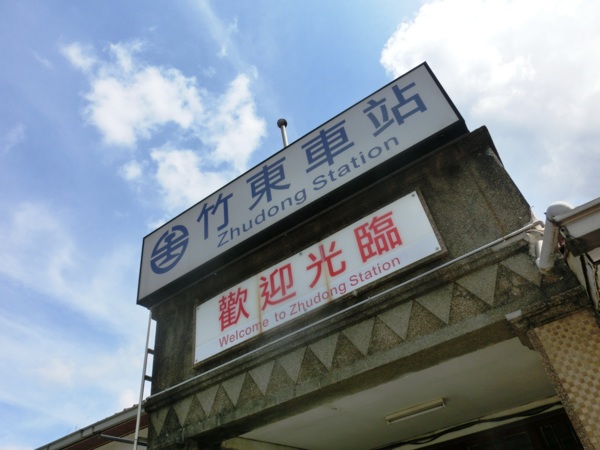 竹東車站
Zhudong Station
歡迎光臨
Welcome to Zhudong Station